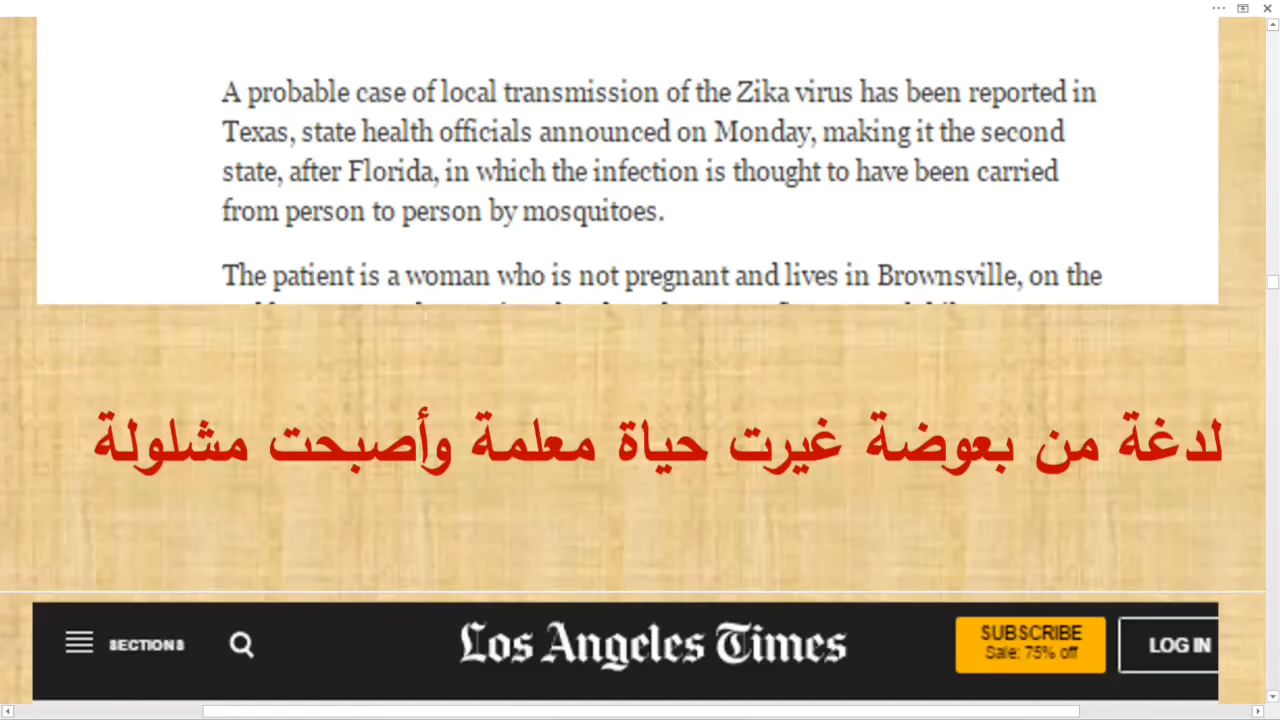 A probable case of local transmission of the Zika virus has been reported in
Texas, state health officials announced on Monday, making it the second
state, after Florida, in which the infection is thought to have been carried
from person to person by mosquitoes.
The patient is a woman who is not pregnant and lives in Brownsville, on the
لدغة من بعوضة غيرت حياة معلمة وأصبحت مشلولة
SECTIONS
Los Angeles Times
SUBSCRIBE
Sale: 75% off
LOG IN